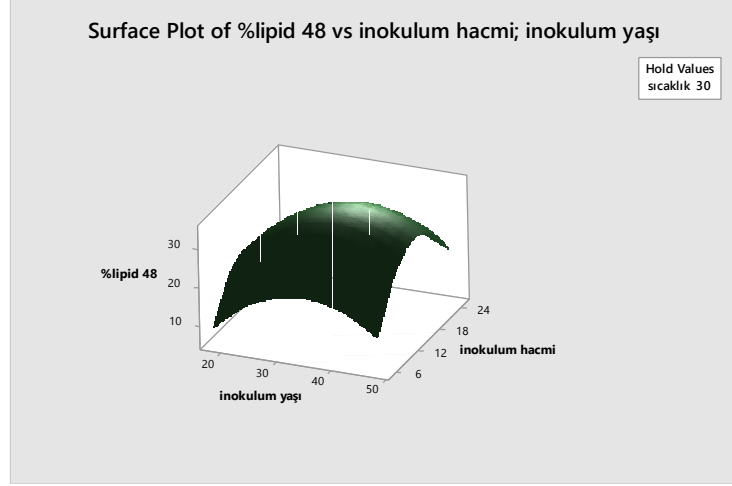 Surface Plot of %lipid 48 vs inokulum hacmi; inokulum yaşı
Hold Values
sıcaklık 30
30
%lipid 48
20
10
20
30
40
50
inokulum yaşı
6
12
18
24
inokulum hacmi